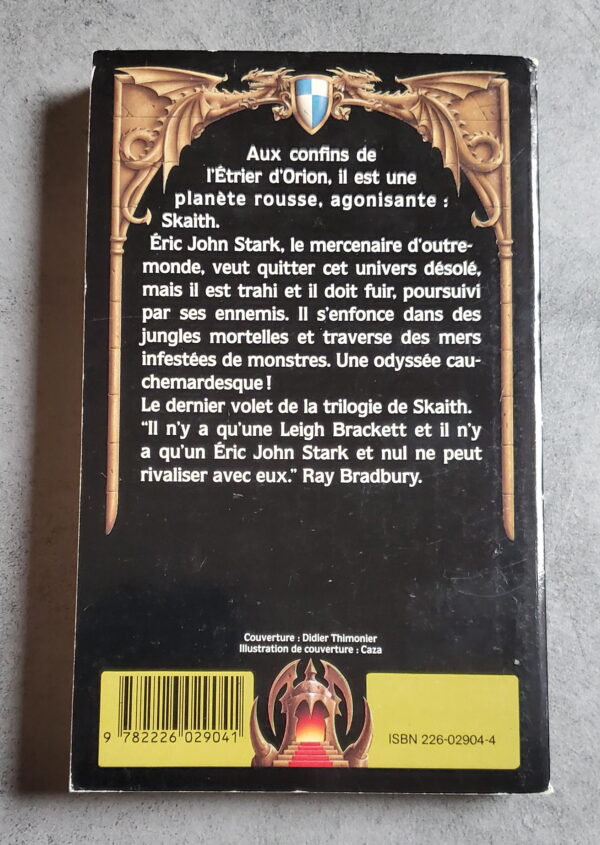 Aux confins de
l'Étrier d'Orion, il est une
planète rousse, agonisante :
Skaith.
Éric John Stark, le mercenaire d'outre-
monde, veut quitter cet univers désolé,
mais il est trahi et il doit fuir, poursuivi
par ses ennemis. Il s'enfonce dans des
jungles mortelles et traverse des mers
infestées de monstres. Une odyssée cau-
chemardesque !
Le dernier volet de la trilogie de Skaith.
“Il n'y a qu'une Leigh Brackett et il n'y
a qu'un Éric John Stark et nul ne peut
rivaliser avec eux.” Ray Bradbury.
Couverture : Didier Thimonier
Illustration de couverture : Caza
9 782226 029041
ISBN 226-02904-4